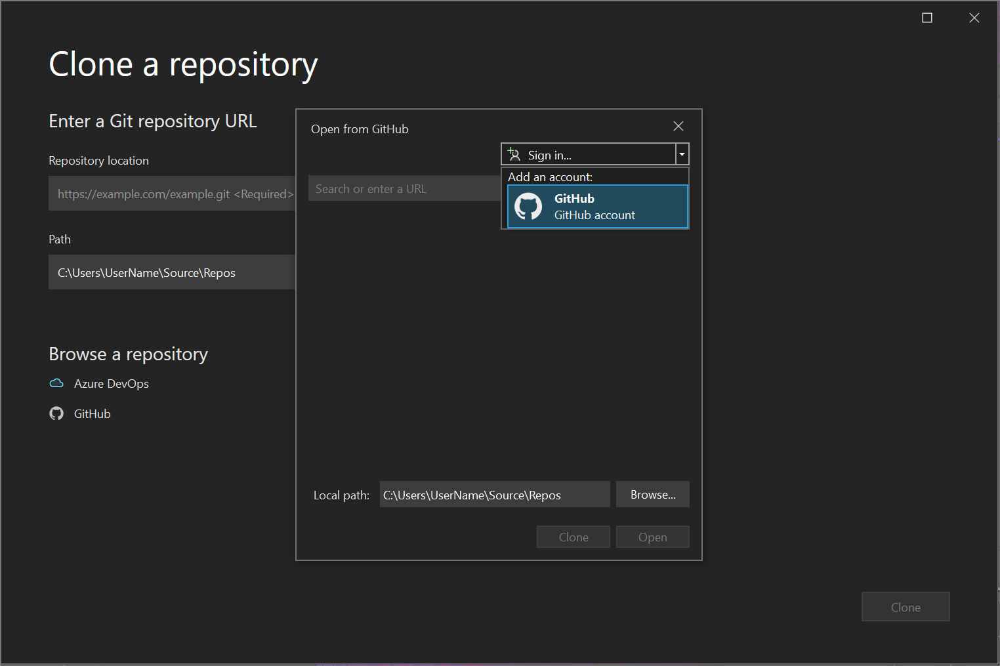 Clone a repository
Enter a Git repository URL
Repository location
https://example.com/example.git <Required>
Path
C:\Users\UserName\Source\Repos
Browse a repository
Azure DevOps
GitHub
Open from GitHub
Sign in...
Add an account:
GitHub
GitHub account
Search or enter a URL
Local path:
C:\Users\UserName\Source\Repos
Browse...
Clone
Open
Clone